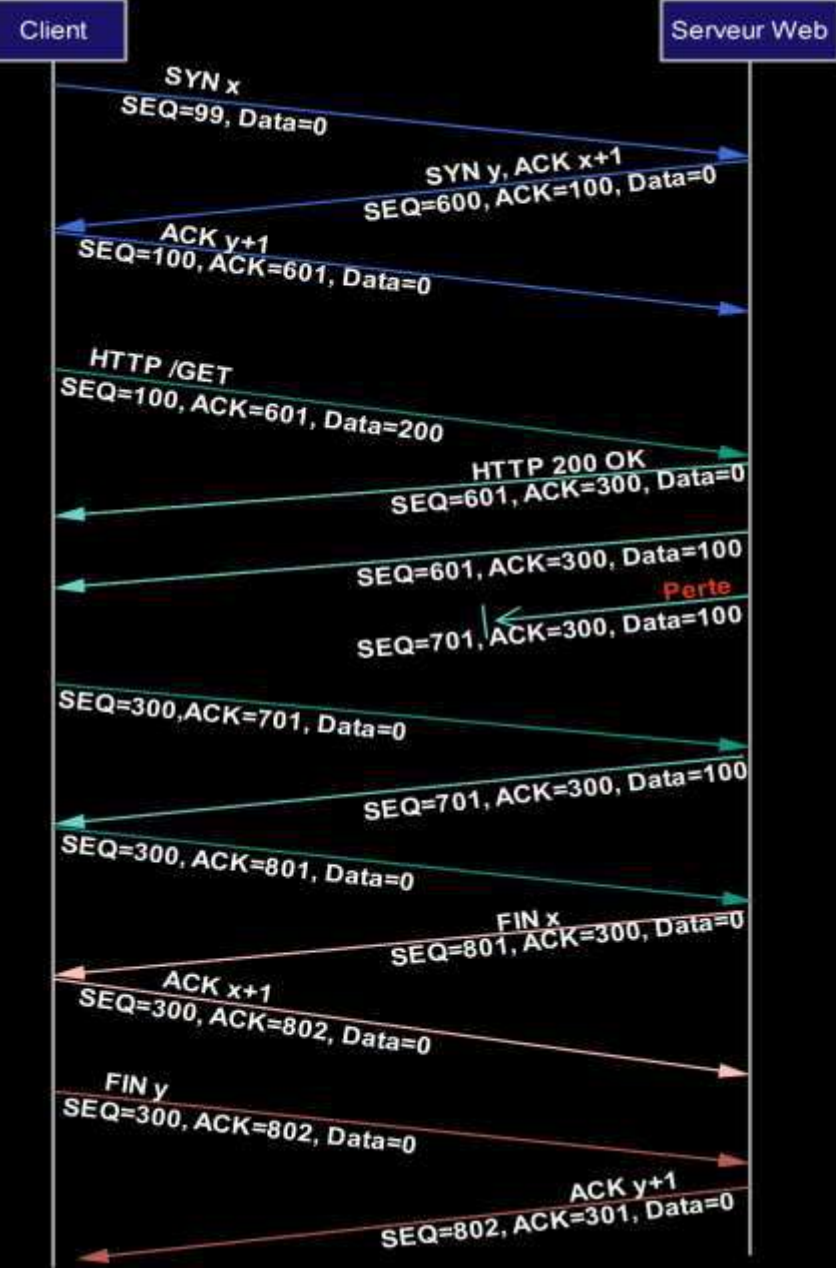 Client
Serveur Web
SYN x
SEQ=99, Data=0
SYN y, ACK x+1
SEQ=600, ACK=100, Data=0
ACK y+1
SEQ=100, ACK=601, Data=0
HTTP /GET
SEQ=100, ACK=601, Data=200
HTTP 200 OK
SEQ=601, ACK=300, Data=0
SEQ=601, ACK=300, Data=100
Perte
SEQ=701, ACK=300, Data=100
SEQ=300,ACK=701, Data=0
SEQ=701, ACK=300, Data=100
SEQ=300, ACK=801, Data=0
FIN x
SEQ=801, ACK=300, Data=0
ACK x+1
SEQ=300, ACK=802, Data=0
FIN y
SEQ=300, ACK=802, Data=0
ACK y+1
SEQ=802, ACK=301, Data=0